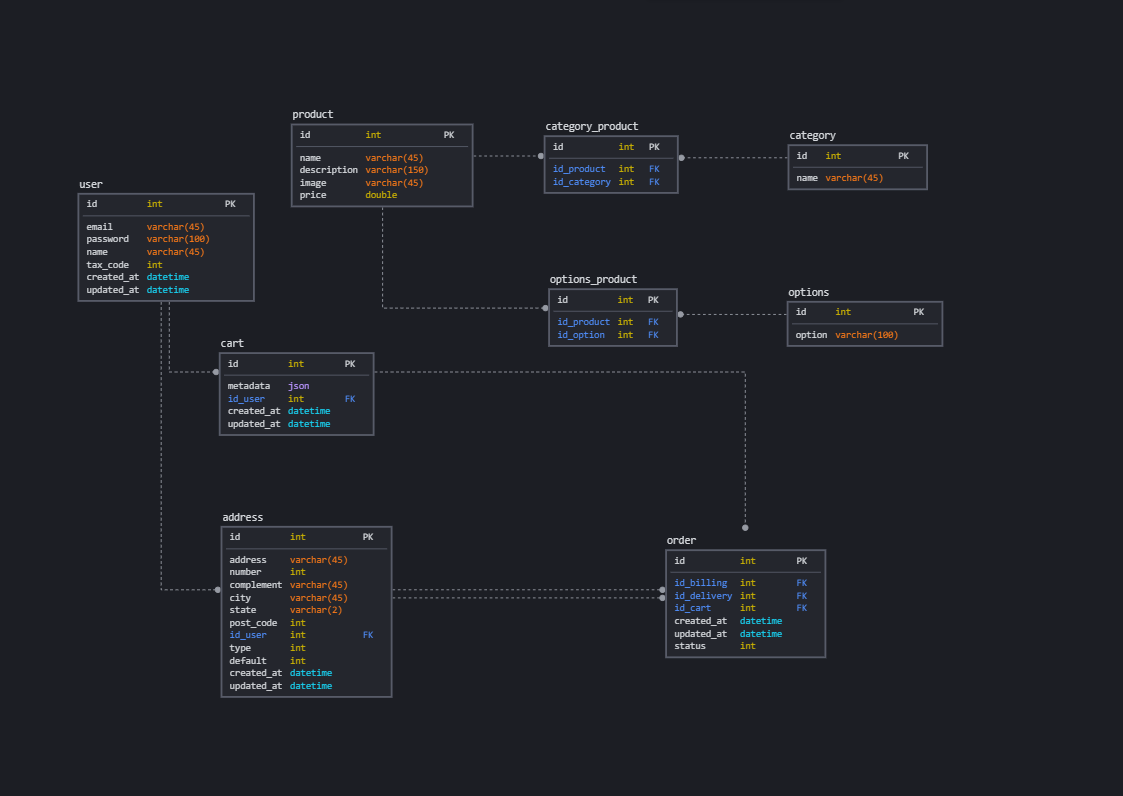 product
id int PK
name varchar(45)
description varchar(150)
image varchar(45)
price double
category_product
id int PK
id_product int FK
id_category int FK
category
id int PK
name varchar(45)
user
id int PK
email varchar(45)
password varchar(100)
name varchar(45)
tax_code int
created_at datetime
updated_at datetime
options_product
id int PK
id_product int FK
id_option int FK
options
id int PK
option varchar(100)
cart
id int PK
metadata json
id_user int FK
created_at datetime
updated_at datetime
address
id int PK
address varchar(45)
number int
complement varchar(45)
city varchar(45)
state varchar(2)
post_code int
id_user int FK
type int
default int
created_at datetime
updated_at datetime
order
id int PK
id_billing int FK
id_delivery int FK
id_cart int FK
created_at datetime
updated_at datetime
status int